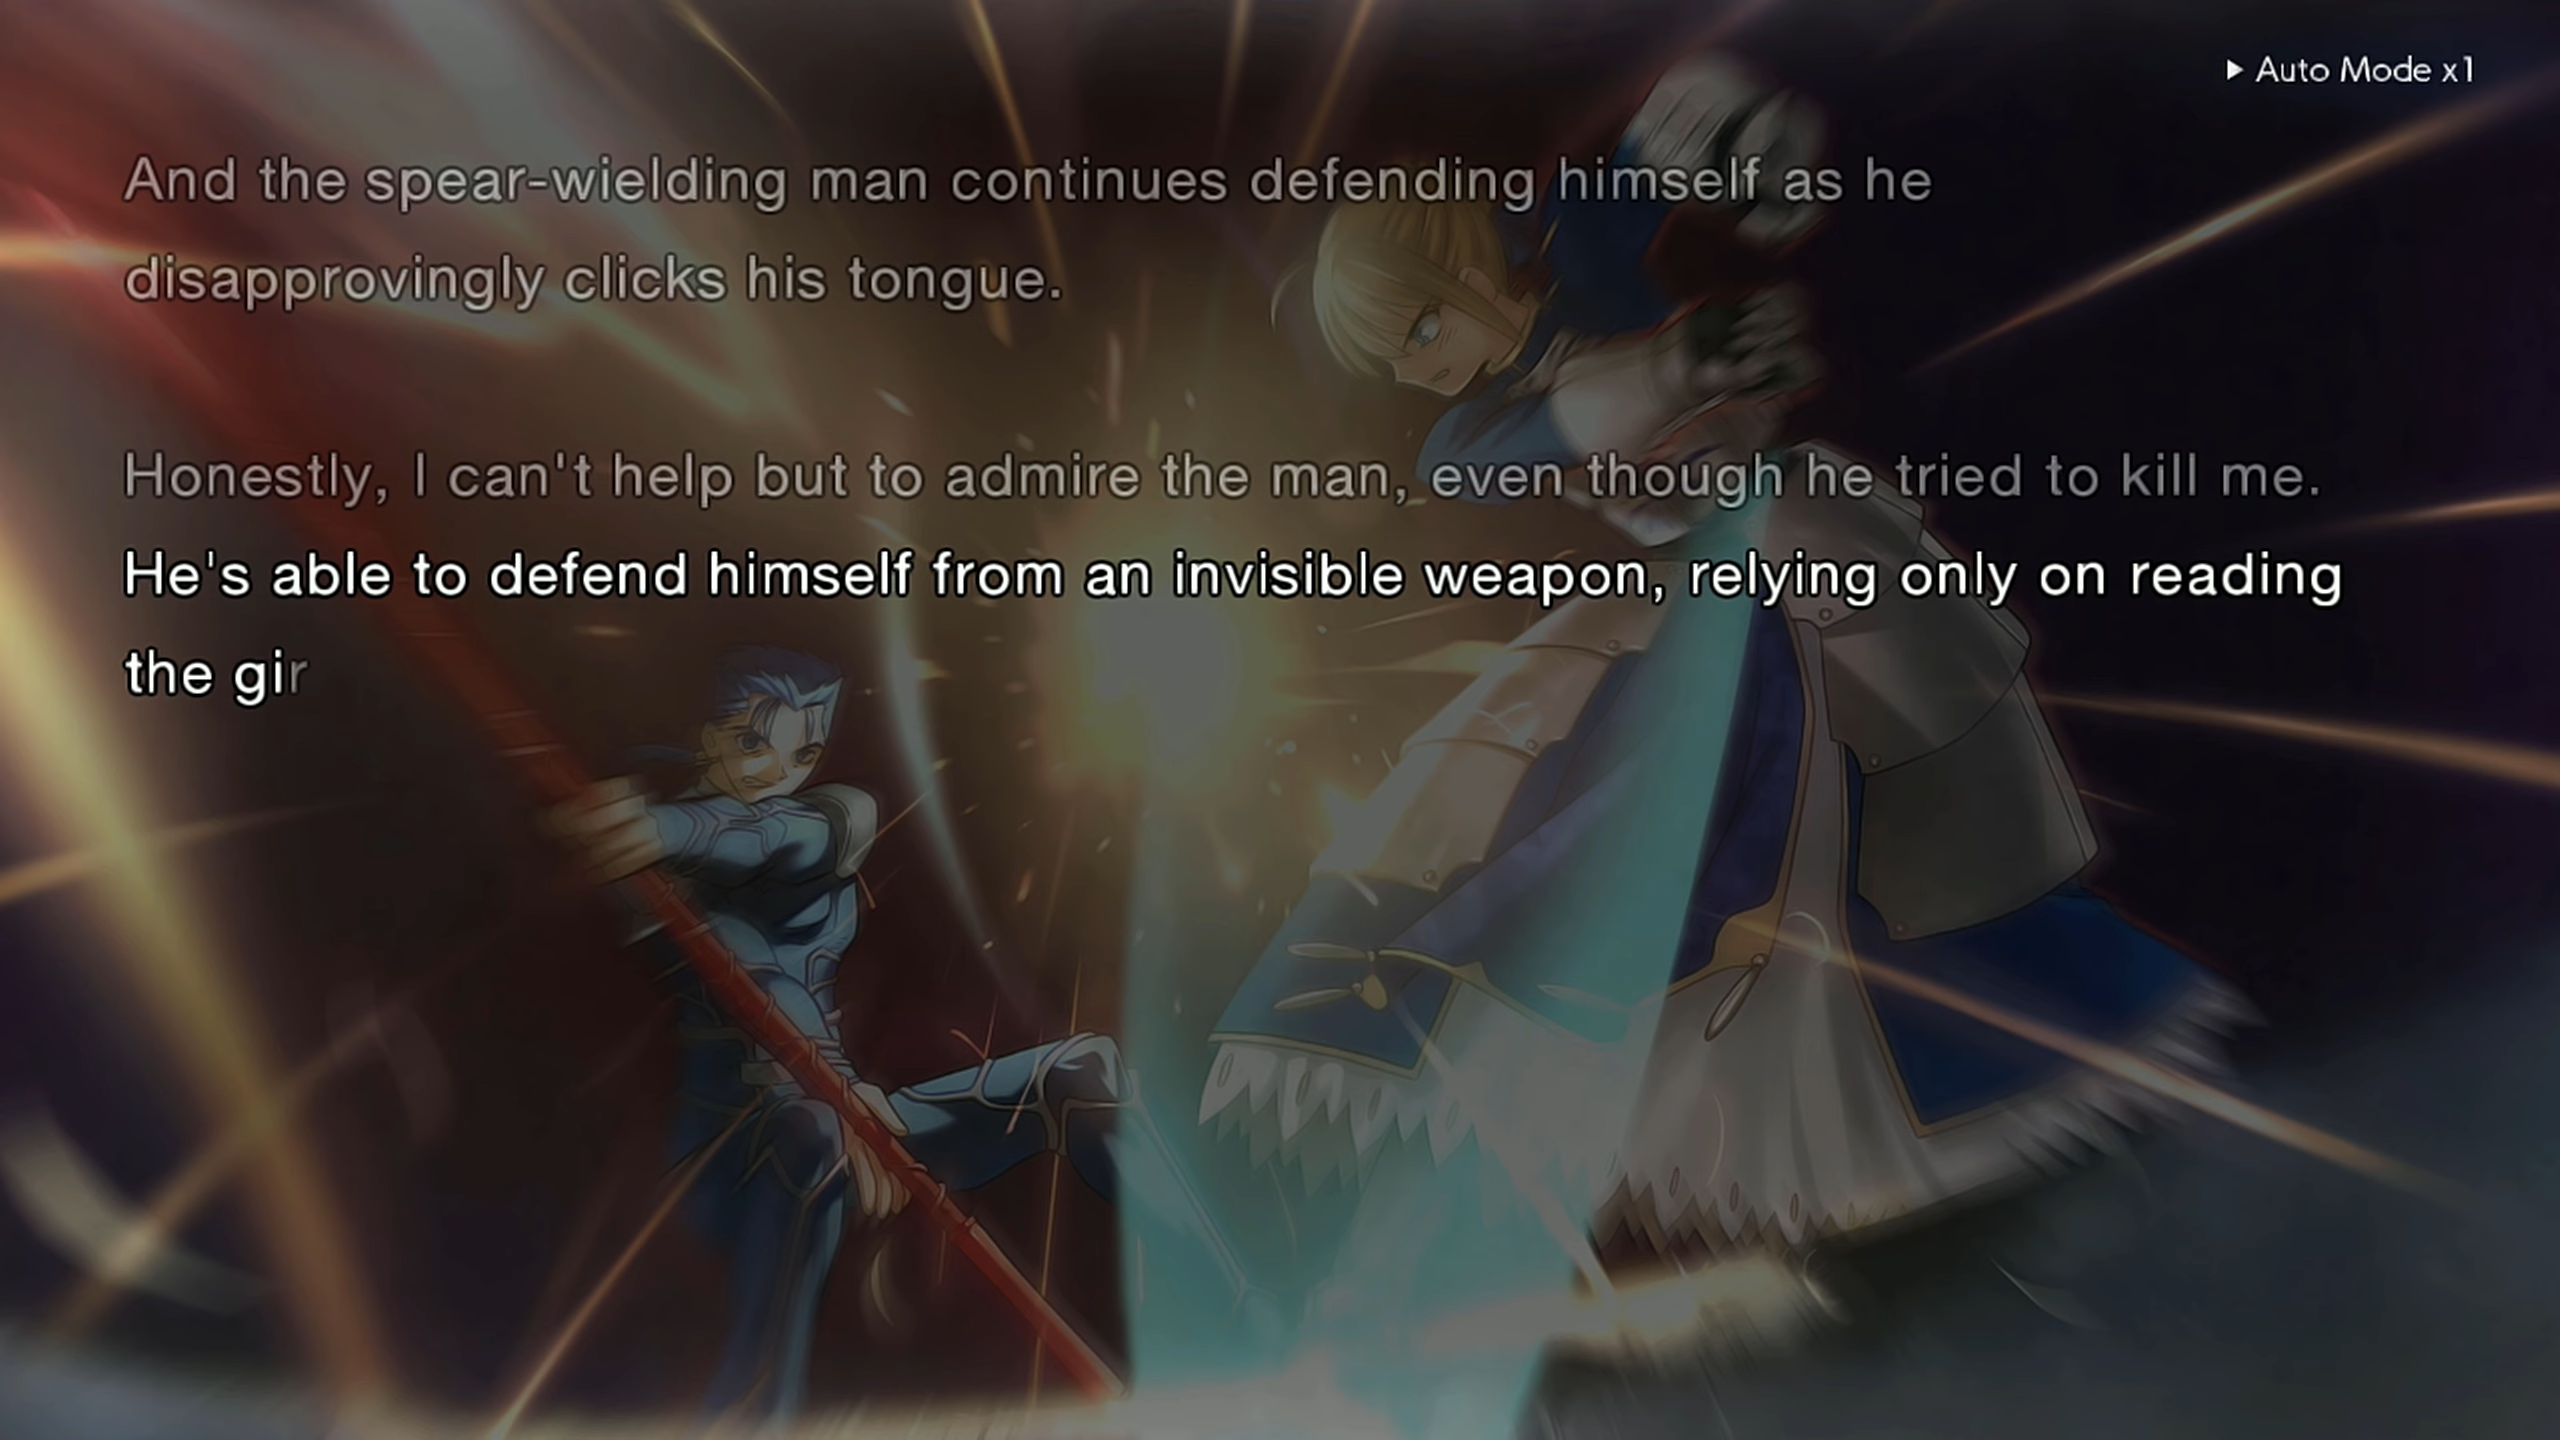 ▶ Auto Mode x1
And the spear-wielding man continues defending himself as he
disapprovingly clicks his tongue.
Honestly, I can't help but to admire the man, even though he tried to kill me.
He's able to defend himself from an invisible weapon, relying only on reading
the gir